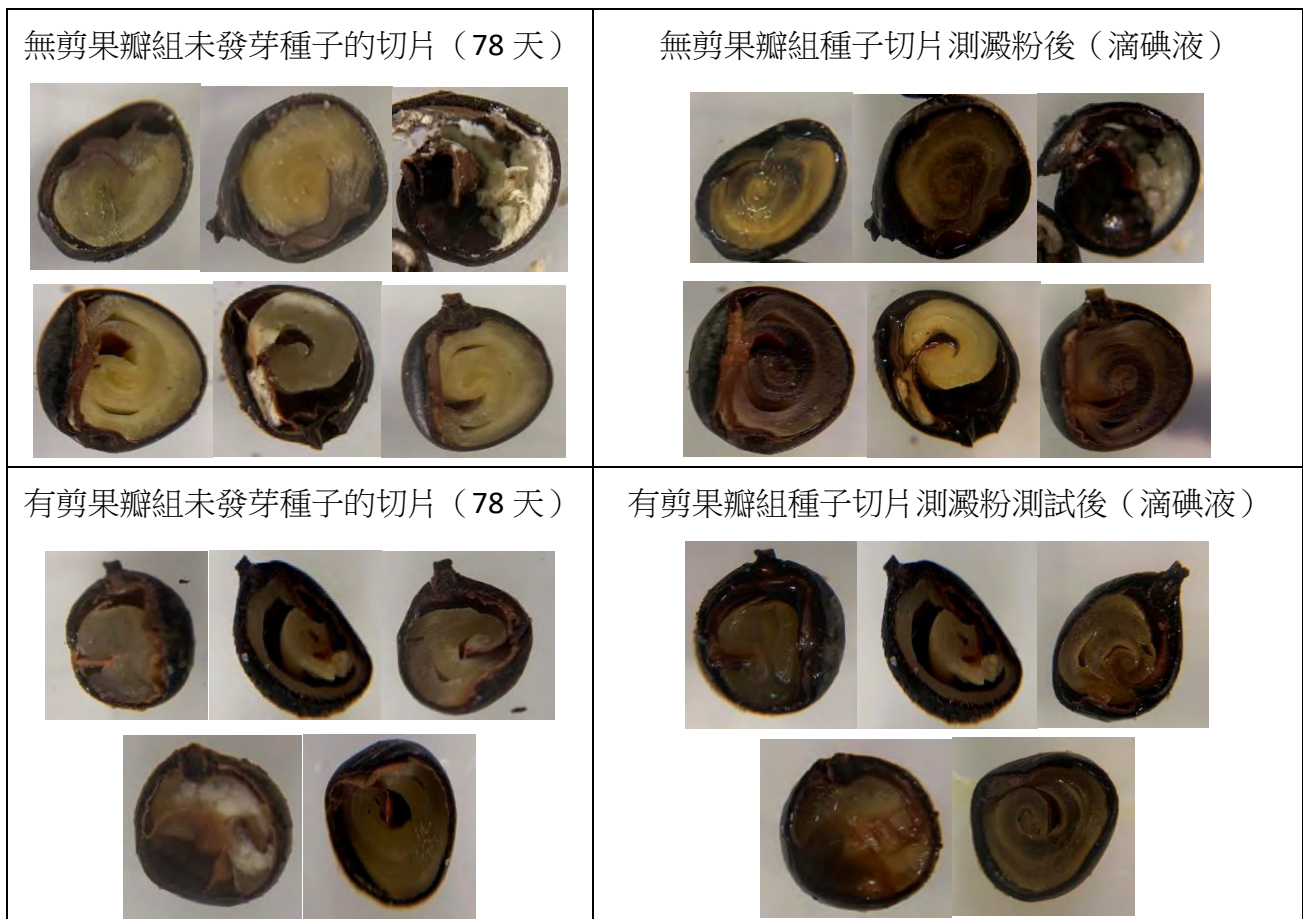 無剪果瓣組未發芽種子的切片（78 天）
無剪果瓣組種子切片測澱粉後（滴碘液）
有剪果瓣組未發芽種子的切片（78 天）
有剪果瓣組種子切片測澱粉測試後（滴碘液）